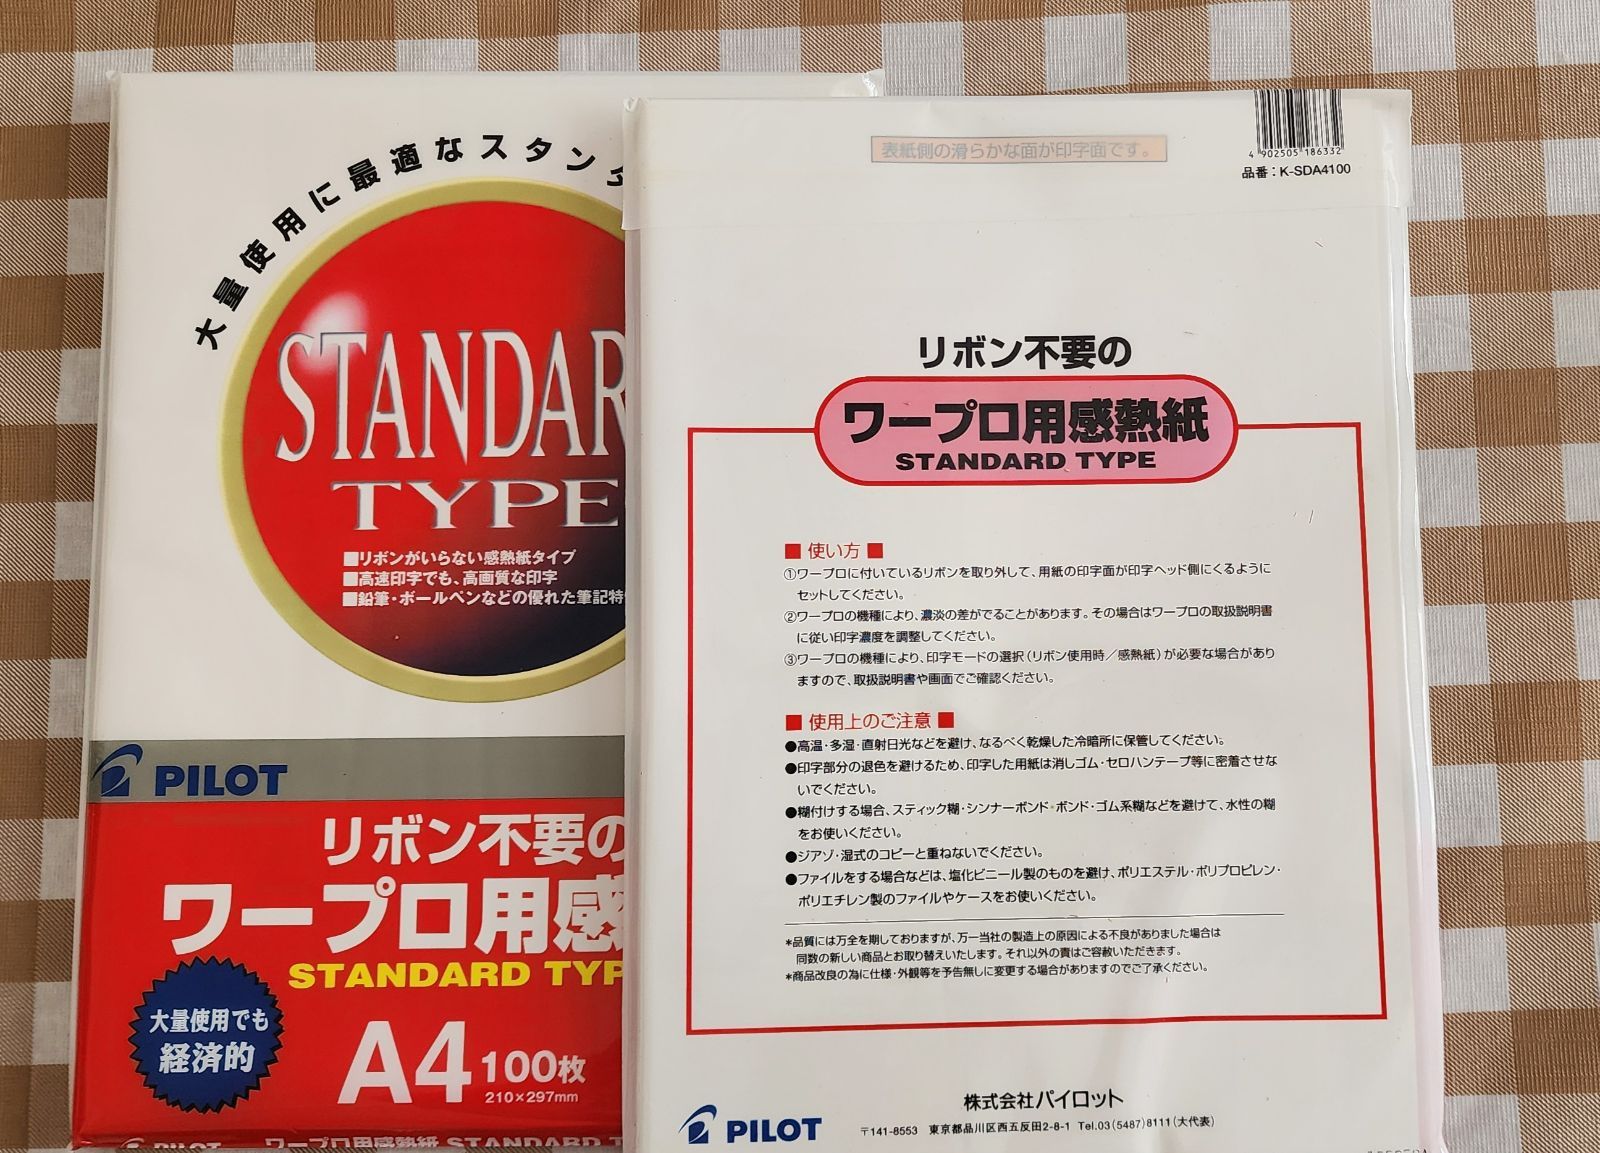 大量使用に最適なスタン
STANDAR
TYPE
■リボンがいらない感熱紙タイプ
■高速印字でも、高画質な印字
■鉛筆・ボールペンなどの優れた筆記特
PILOT
リボン不要の
ワープロ用感
STANDARD TYP
大量使用でも
経済的
A4 100枚
210×297mm
PILOT ワープロ用感熱紙 STANDARD T
表紙側の滑らかな面が印字面です。
4 902505 186332
品番:K-SDA4100
リボン不要の
ワープロ用感熱紙
STANDARD TYPE
■ 使い方 ■
①ワープロに付いているリボンを取り外して、用紙の印字面が印字ヘッド側にくるように
セットしてください。
②ワープロの機種により、濃淡の差がでることがあります。その場合はワープロの取扱説明書
に従い印字濃度を調整してください。
③ワープロの機種により、印字モードの選択(リボン使用時/感熱紙)が必要な場合があり
ますので、取扱説明書や画面でご確認ください。
■ 使用上のご注意 ■
●高温・多湿・直射日光などを避け、なるべく乾燥した冷暗所に保管してください。
●印字部分の退色を避けるため、印字した用紙は消しゴム・セロハンテープ等に密着させな
いでください。
●糊付けする場合、スティック糊・シンナーボンド・ボンド・ゴム系糊などを避けて、水性の糊
をお使いください。
●ジアゾ・湿式のコピーと重ねないでください。
●ファイルをする場合などは、塩化ビニール製のものを避け、ポリエステル・ポリプロピレン・
ポリエチレン製のファイルやケースをお使いください。
*品質には万全を期しておりますが、万一当社の製造上の原因による不良がありました場合は
同数の新しい商品とお取り替えいたします。それ以外の責はご容赦いただきます。
*商品改良の為に仕様・外観等を予告無しに変更する場合がありますのでご了承ください。
株式会社パイロット
PILOT 〒141-8553 東京都品川区西五反田2-8-1 Tel.03(5487)8111(大代表)